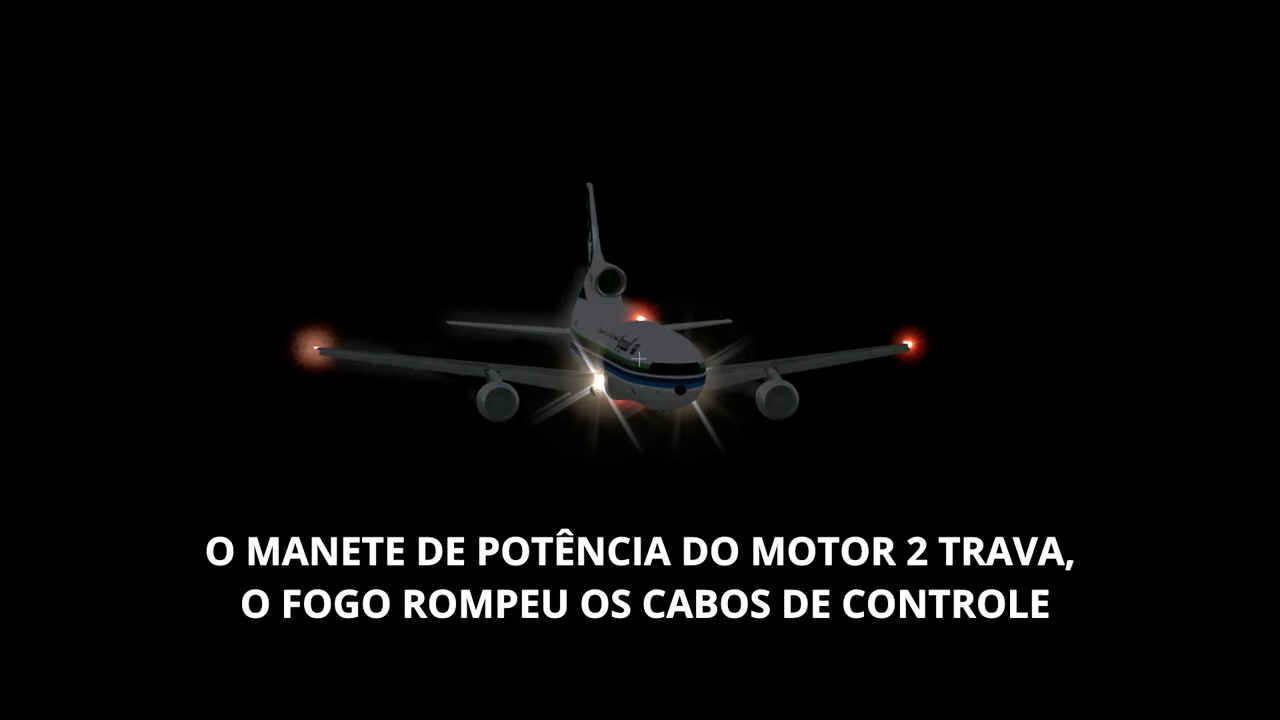 O MANETE DE POTÊNCIA DO MOTOR 2 TRAVA,
O FOGO ROMPEU OS CABOS DE CONTROLE